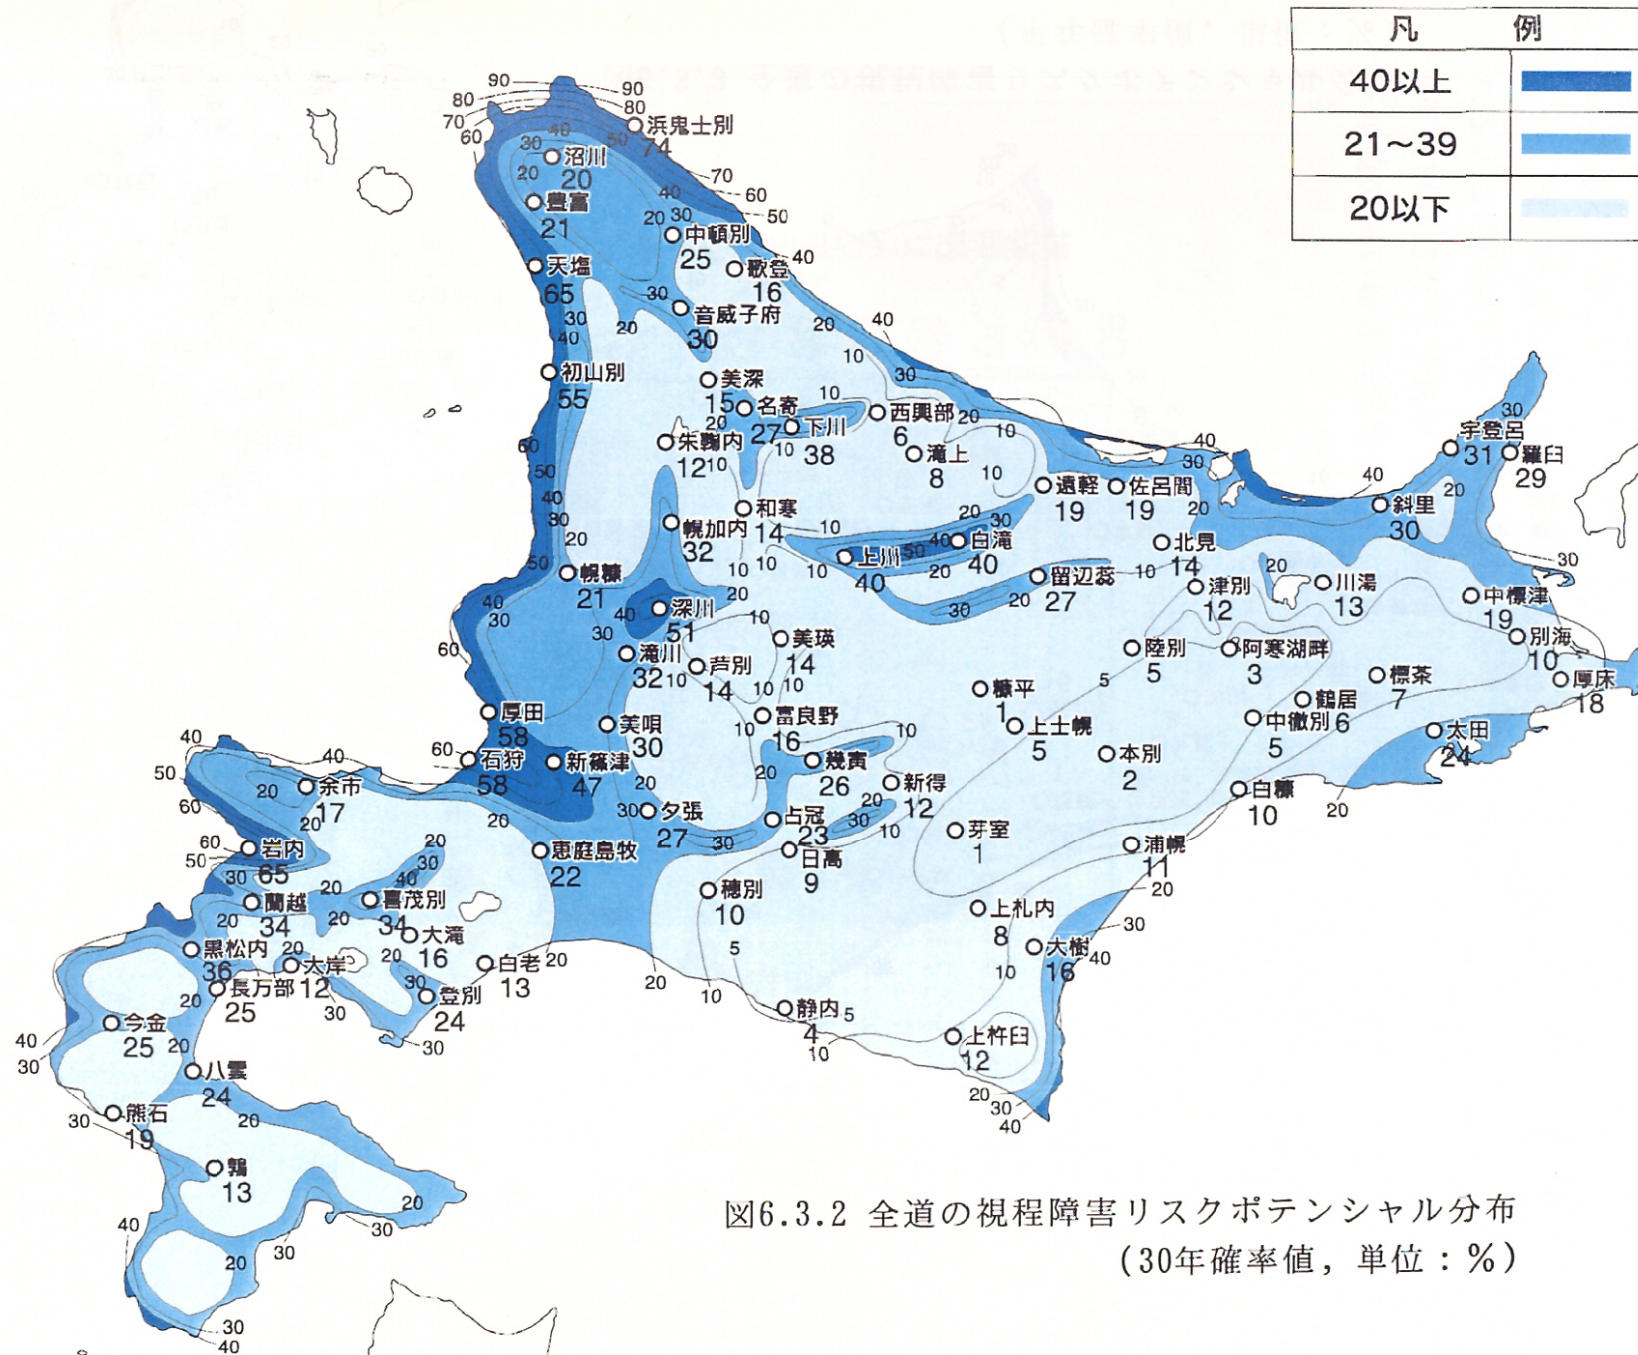 凡 例
40以上
21～39
20以下
浜鬼士別
74
沼川
20
豊富
21
中頓別
25
天塩
65
歌登
16
音威子府
30
初山別
55
美深
15
名寄
27
下川
38
西興部
6
朱鞠内
12
滝上
8
宇登呂
31
羅臼
29
遠軽
19
佐呂間
19
斜里
30
和寒
14
幌加内
32
上川
40
白滝
40
北見
14
幌糠
21
留辺蘂
27
津別
12
川湯
13
中標津
19
深川
51
別海
10
美瑛
14
滝川
32
芦別
14
陸別
5
阿寒湖畔
3
標茶
7
厚床
18
糠平
1
鶴居
6
厚田
58
美唄
30
富良野
16
上士幌
5
中徹別
5
太田
24
石狩
58
新篠津
47
幾寅
26
本別
2
新得
12
余市
17
白糠
10
夕張
27
占冠
23
芽室
1
岩内
65
恵庭島牧
22
日高
9
浦幌
11
蘭越
34
喜茂別
34
穂別
10
上札内
8
大滝
16
黒松内
36
大岸
12
白老
13
大樹
16
長万部
25
登別
24
静内
4
今金
25
上杵臼
12
八雲
24
熊石
19
鶉
13
図6.3.2 全道の視程障害リスクポテンシャル分布
(30年確率値，単位：％)